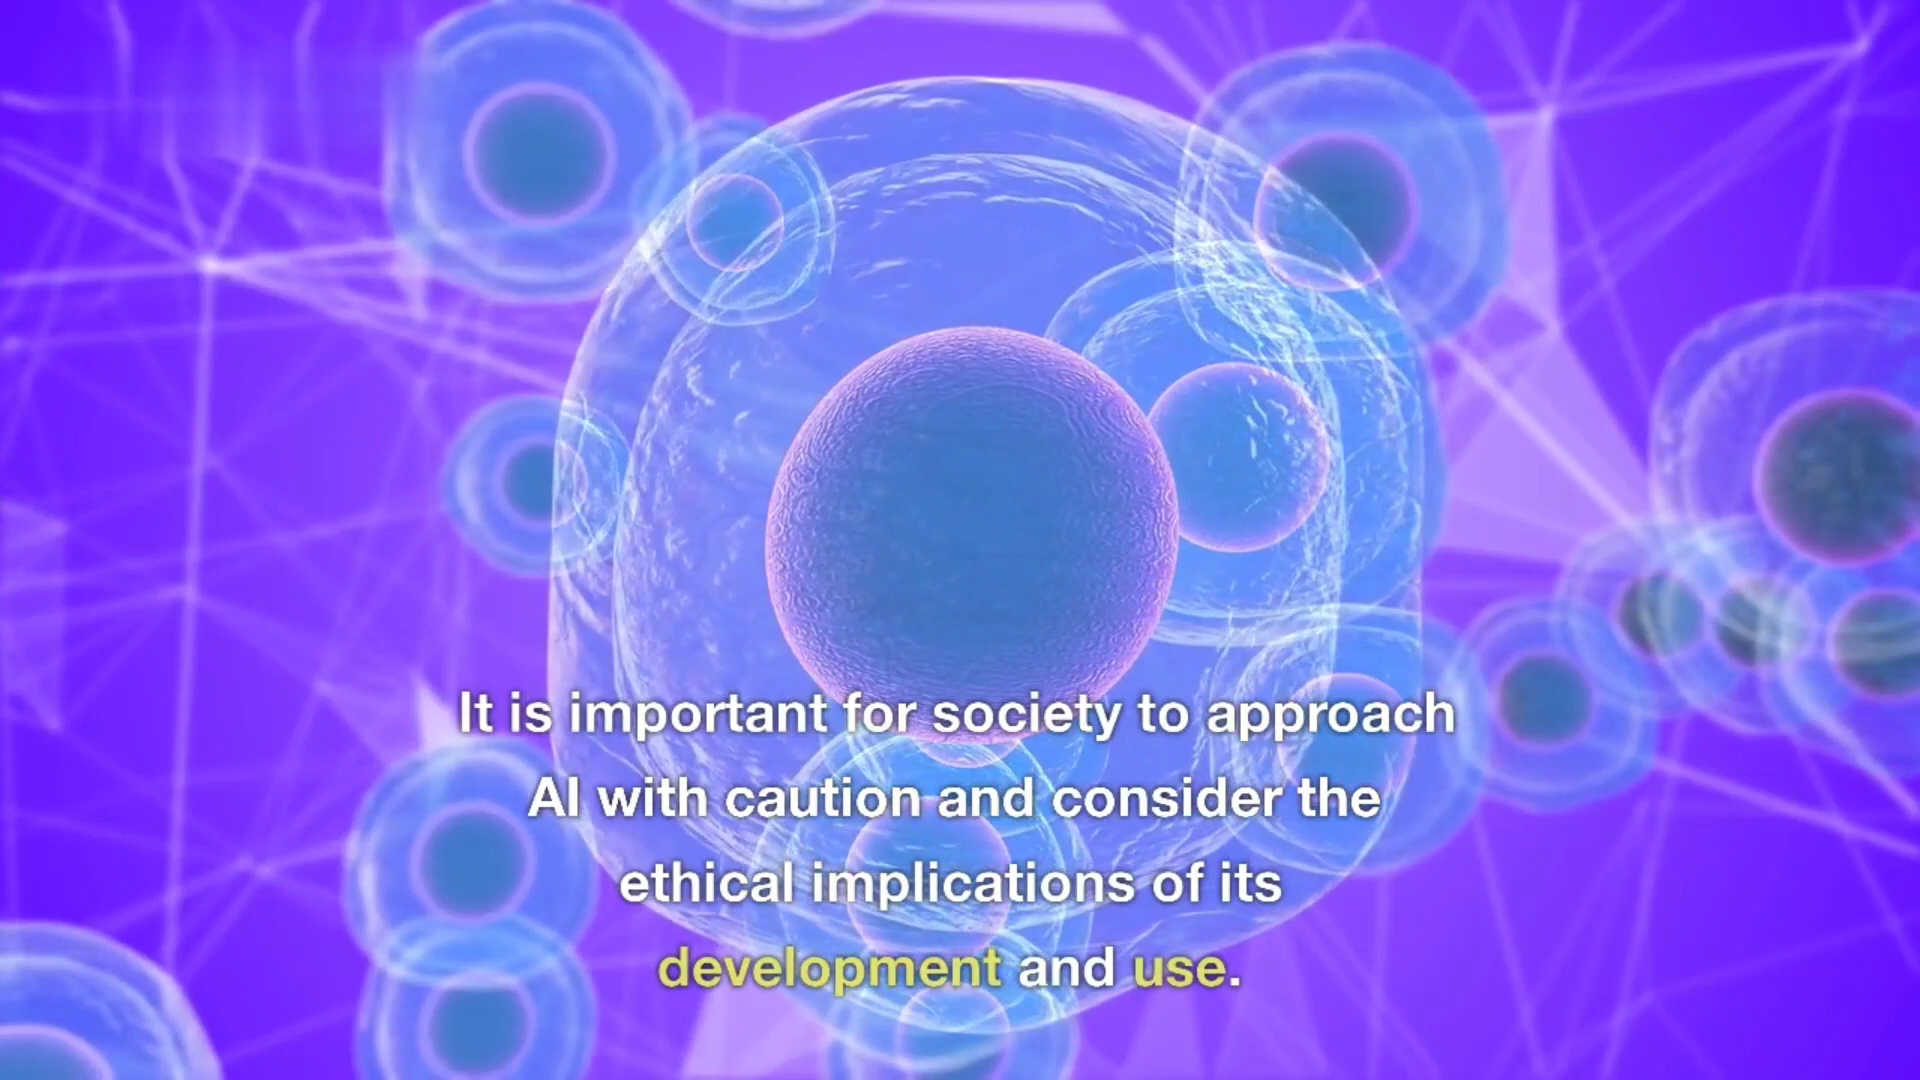 It is important for society to approach
AI with caution and consider the
ethical implications of its
development and use.